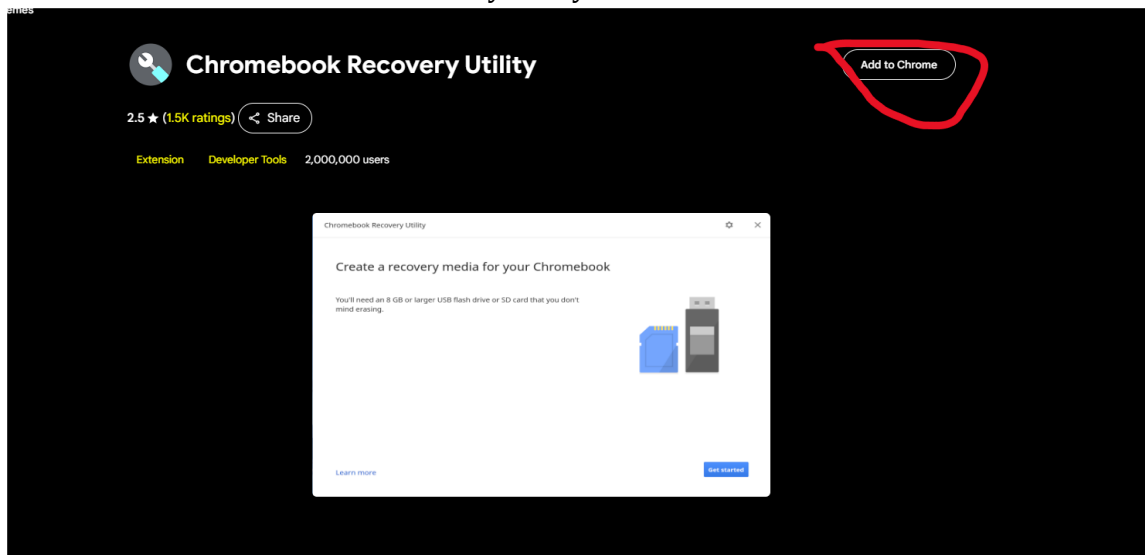 Chromebook Recovery Utility
Add to Chrome
2.5 ★ (1.5K ratings) Share
Extension Developer Tools 2,000,000 users
Chromebook Recovery Utility
Create a recovery media for your Chromebook
You'll need an 8 GB or larger USB flash drive or SD card that you don't
mind erasing.
Learn more
Get started